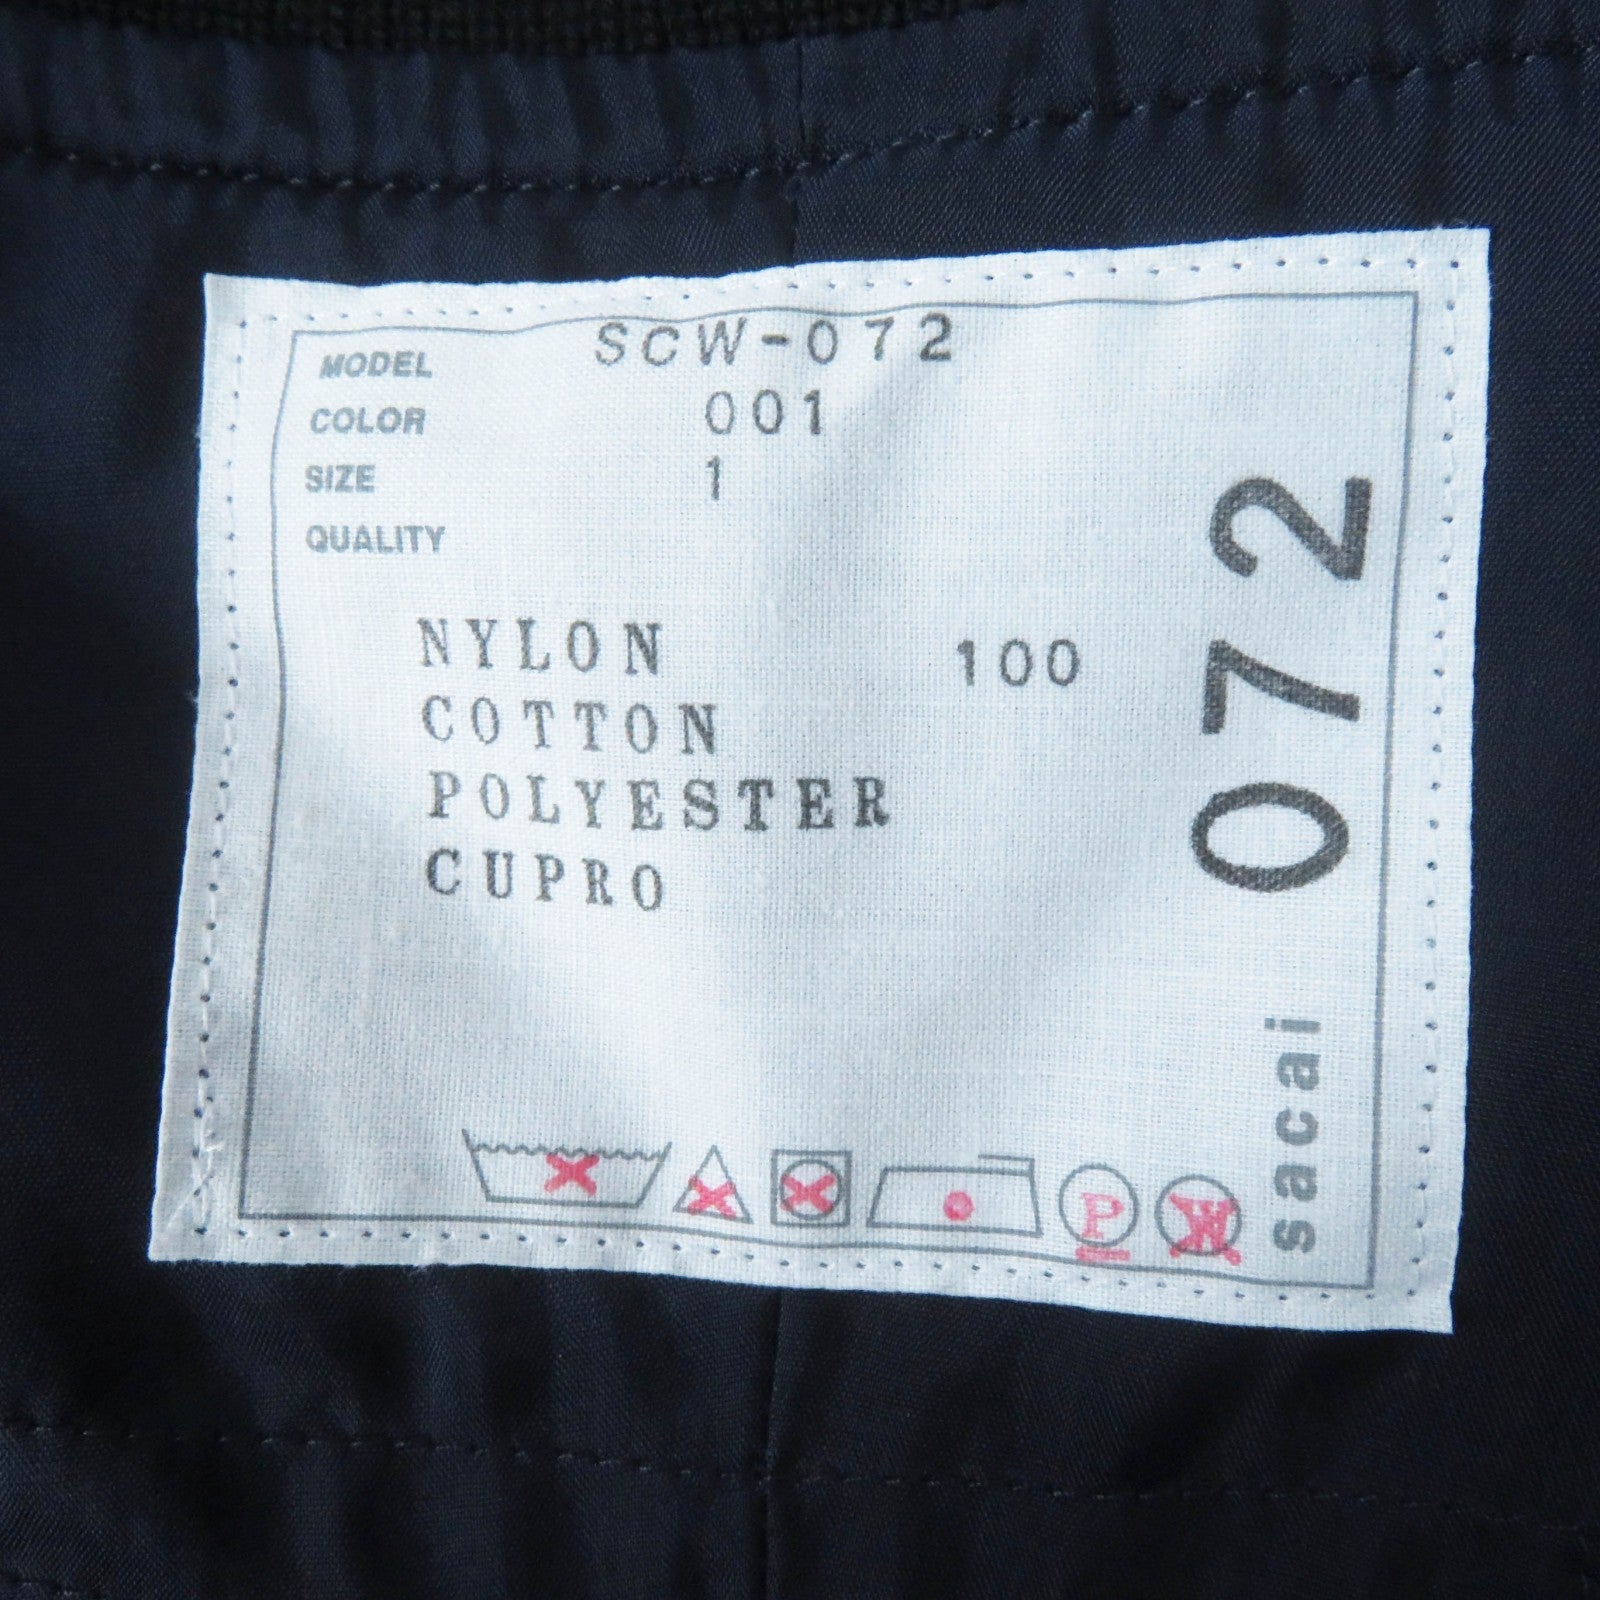 MODEL SCW-072
COLOR 001
SIZE 1
QUALITY
NYLON 100
COTTON
POLYESTER
CUPRO
P
W
sacai 072